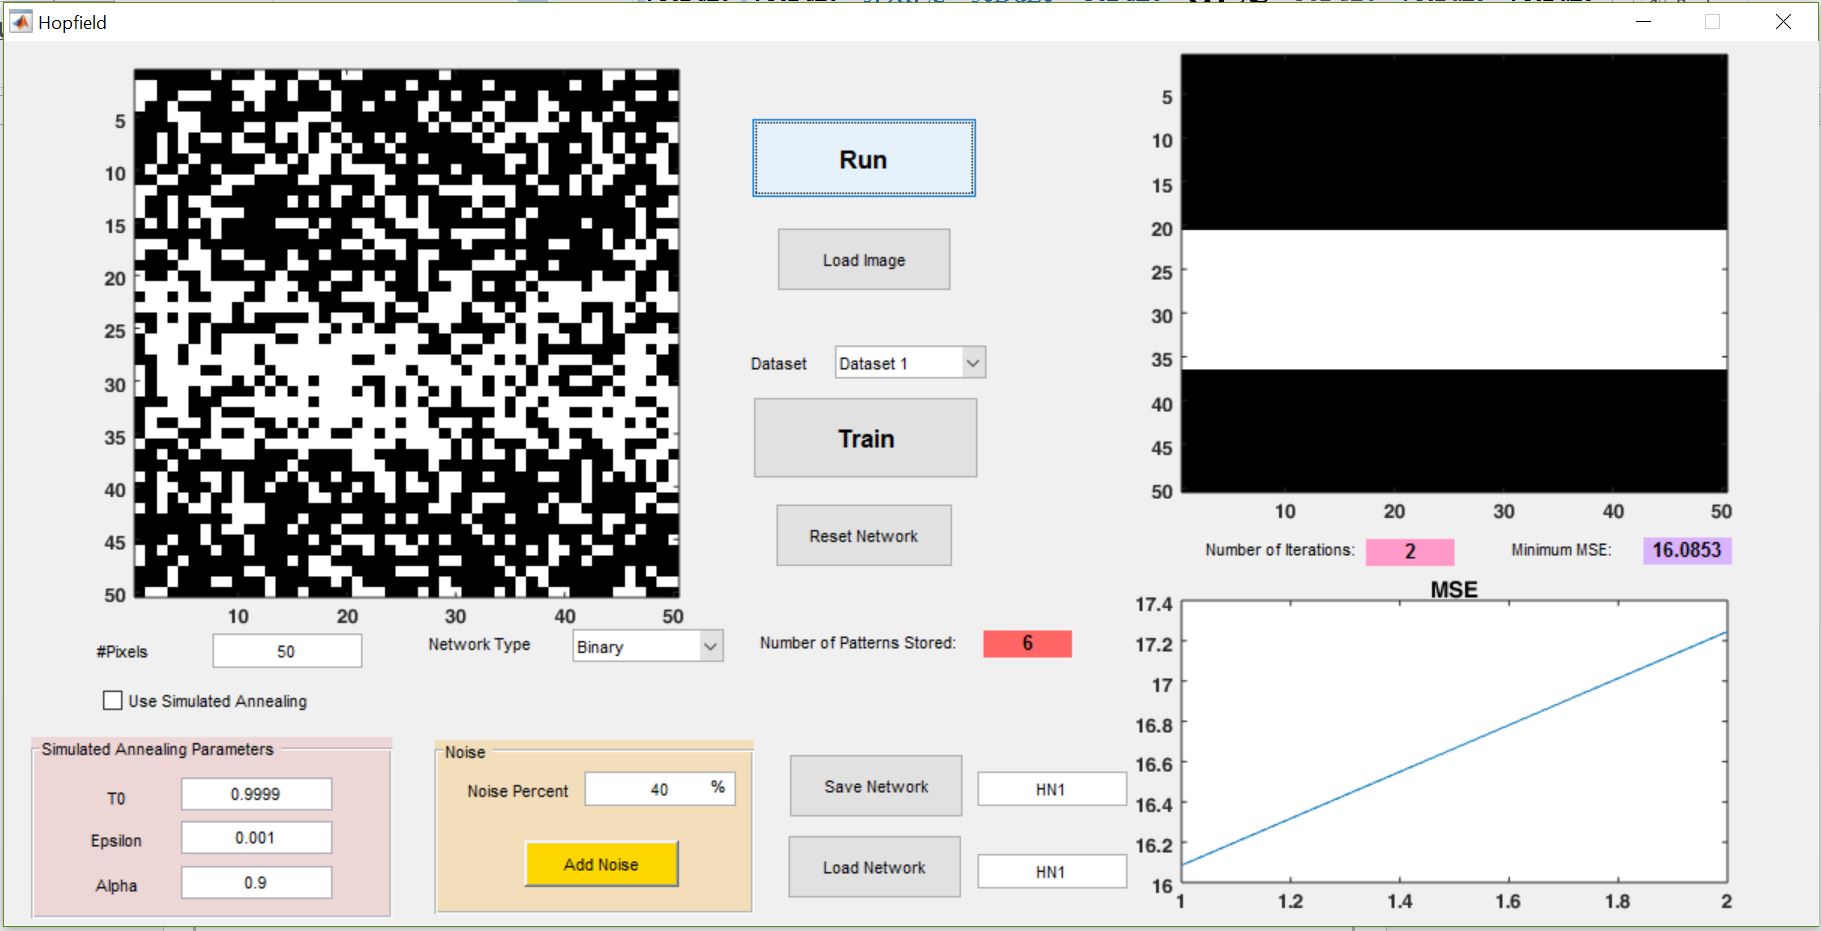 Hopfield
5
10
15
20
25
30
35
40
45
50
10 20 30 40 50
#Pixels 50
Network Type Binary
Use Simulated Annealing
Simulated Annealing Parameters
T0 0.9999
Epsilon 0.001
Alpha 0.9
Noise
Noise Percent 40 %
Add Noise
Run
Load Image
Dataset Dataset 1
Train
Reset Network
Number of Patterns Stored: 6
Save Network HN1
Load Network HN1
5
10
15
20
25
30
35
40
45
50
10 20 30 40 50
Number of Iterations: 2 Minimum MSE: 16.0853
MSE
17.4
17.2
17
16.8
16.6
16.4
16.2
16
1 1.2 1.4 1.6 1.8 2